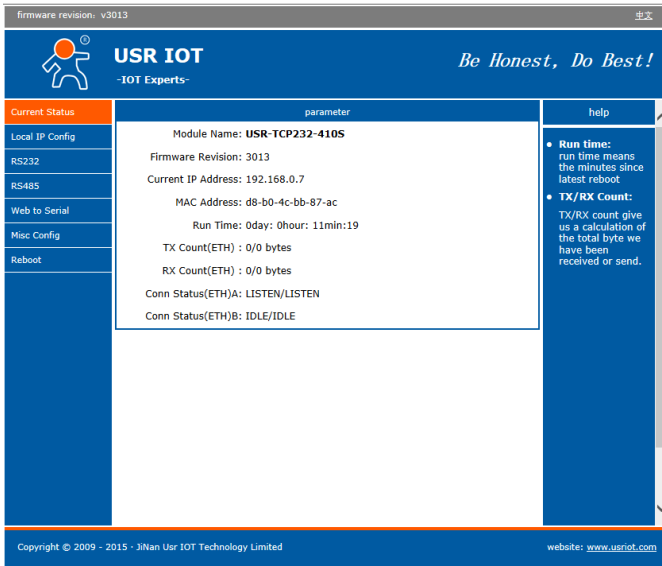 firmware revision: v3013
中文
®
USR IOT
-IOT Experts-
Be Honest, Do Best!
Current Status
Local IP Config
RS232
RS485
Web to Serial
Misc Config
Reboot
parameter
Module Name: USR-TCP232-410S
Firmware Revision: 3013
Current IP Address: 192.168.0.7
MAC Address: d8-b0-4c-bb-87-ac
Run Time: 0day: 0hour: 11min:19
TX Count(ETH) : 0/0 bytes
RX Count(ETH) : 0/0 bytes
Conn Status(ETH)A: LISTEN/LISTEN
Conn Status(ETH)B: IDLE/IDLE
help
• Run time:
run time means
the minutes since
latest reboot
• TX/RX Count:
TX/RX count give
us a calculation of
the total byte we
have been
received or send.
Copyright © 2009 - 2015 · JiNan Usr IOT Technology Limited
website: www.usriot.com